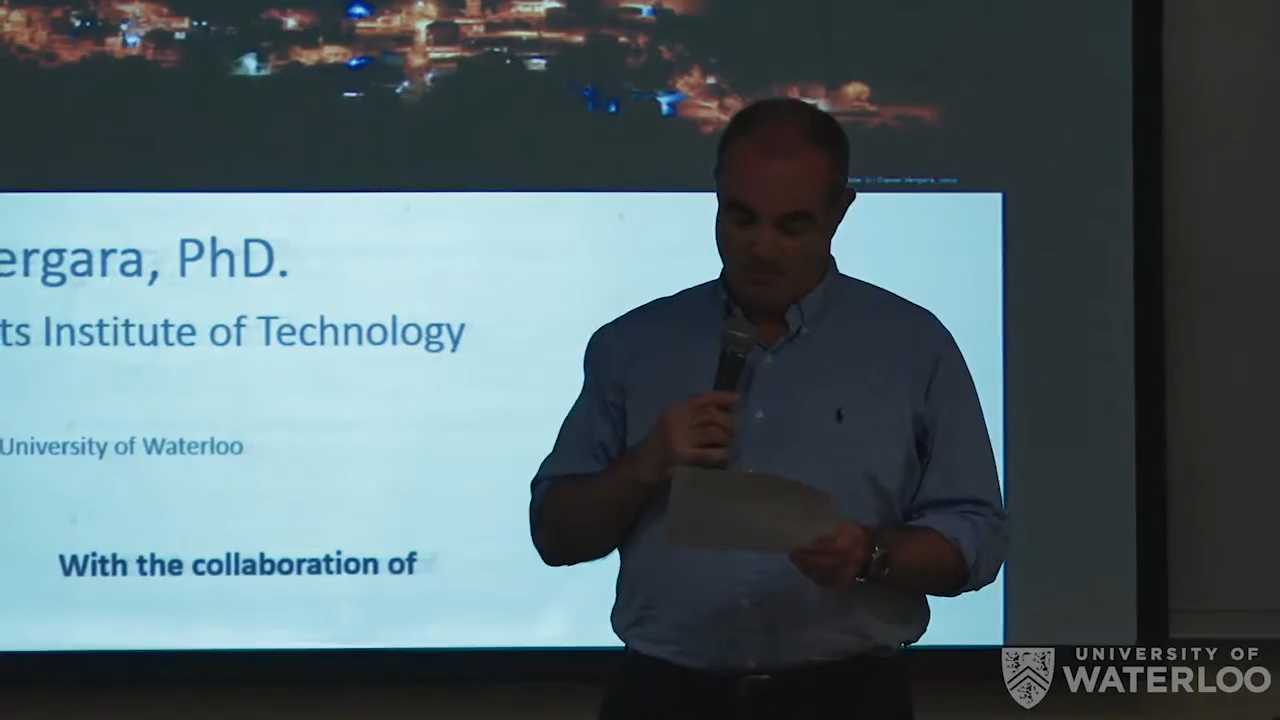 ergara, PhD.
ts Institute of Technology
University of Waterloo
With the collaboration of
UNIVERSITY OF
WATERLOO